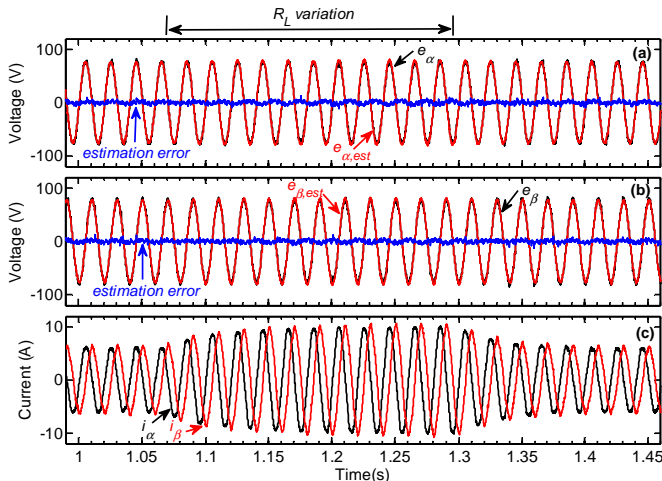 R_L variation
100
0
-100
Voltage (V)
(a)
e_α
estimation error
e_α,est
100
0
-100
Voltage (V)
(b)
e_β,est
e_β
estimation error
10
0
-10
Current (A)
(c)
i_α
i_β
1 1.05 1.1 1.15 1.2 1.25 1.3 1.35 1.4 1.45
Time(s)